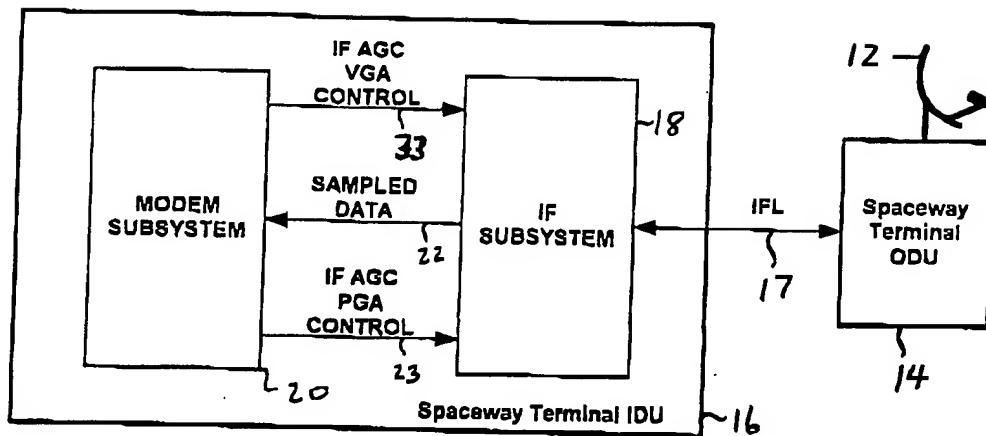 IF AGC
VGA
CONTROL
33
MODEM
SUBSYSTEM
SAMPLED
DATA
22
IF AGC
PGA
CONTROL
23
20
IF
SUBSYSTEM
18
IFL
17
12
Spaceway
Terminal
ODU
14
Spaceway Terminal IDU
16